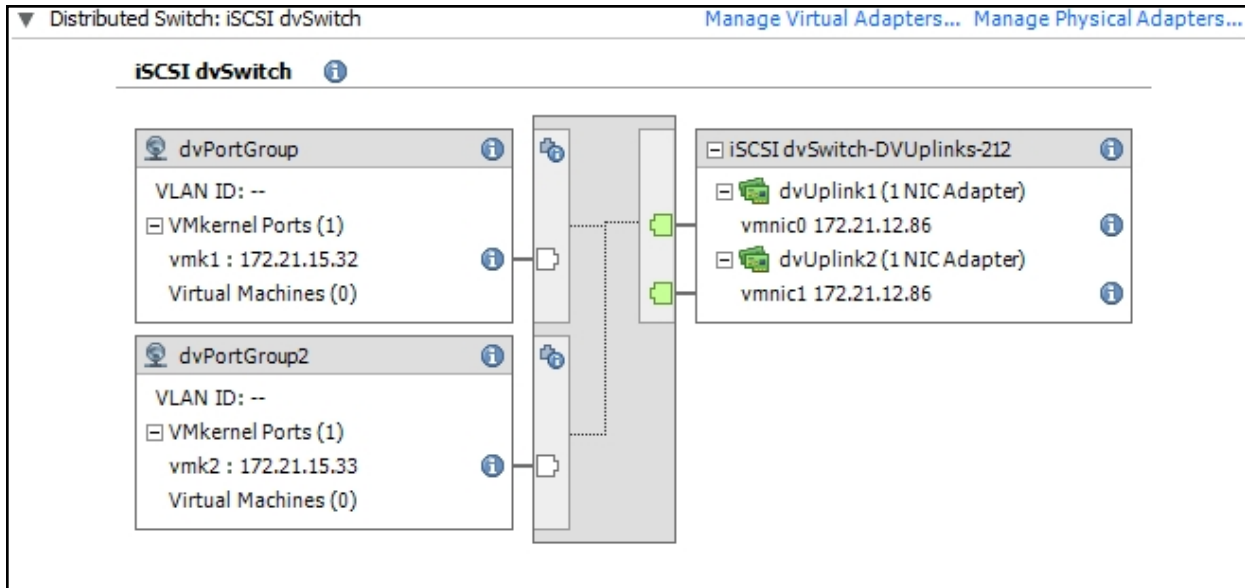 Distributed Switch: iSCSI dvSwitch Manage Virtual Adapters... Manage Physical Adapters...
iSCSI dvSwitch
dvPortGroup
VLAN ID: --
VMkernel Ports (1)
vmk1 : 172.21.15.32
Virtual Machines (0)
dvPortGroup2
VLAN ID: --
VMkernel Ports (1)
vmk2 : 172.21.15.33
Virtual Machines (0)
iSCSI dvSwitch-DVUplinks-212
dvUplink1 (1 NIC Adapter)
vmnic0 172.21.12.86
dvUplink2 (1 NIC Adapter)
vmnic1 172.21.12.86